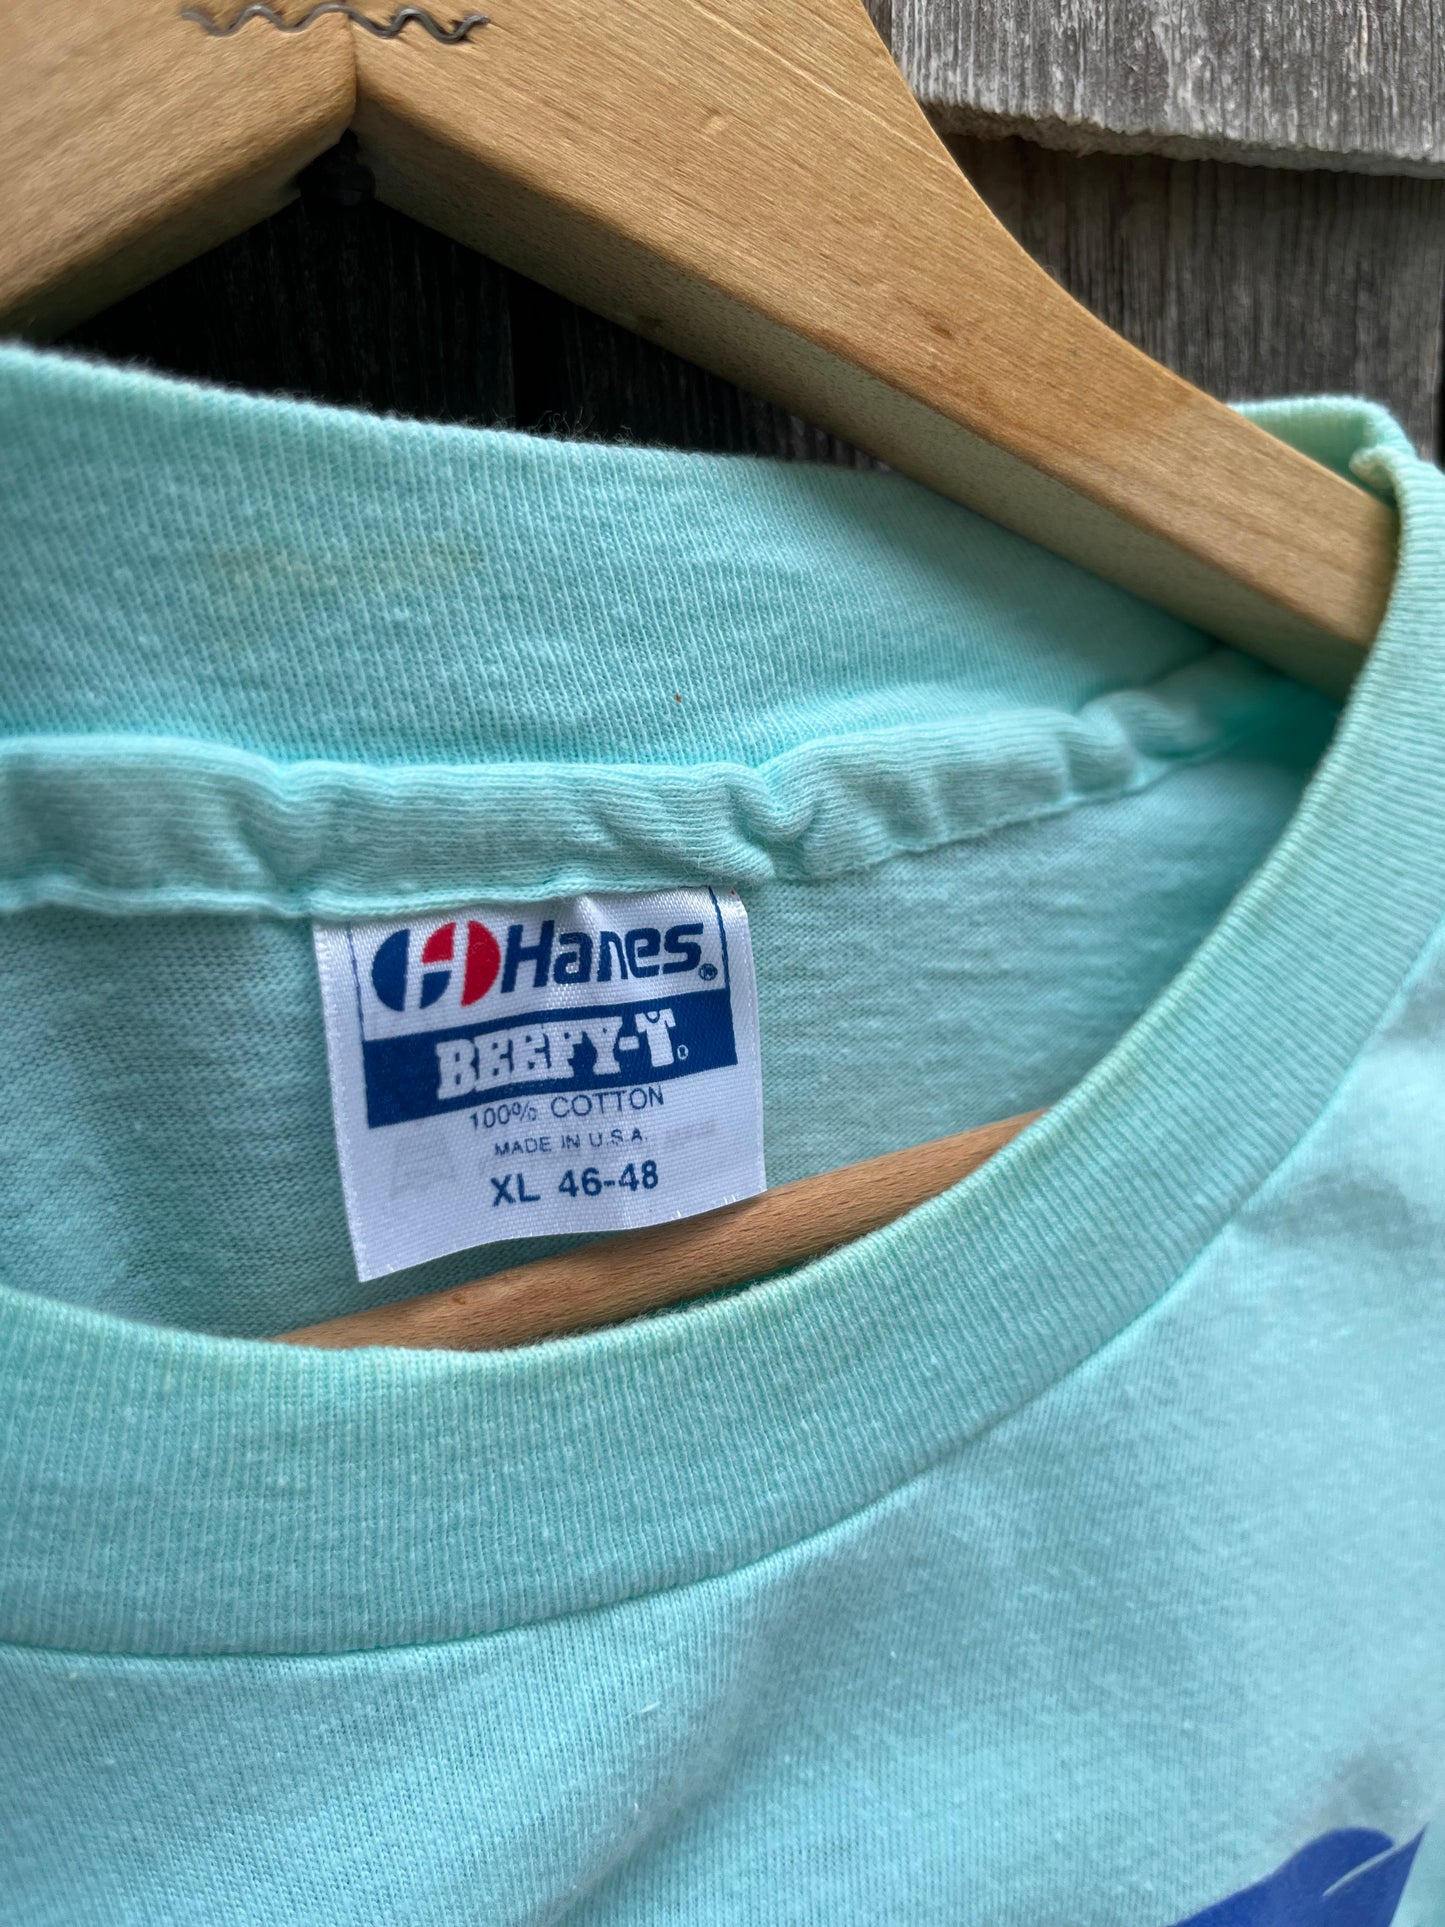 Hanes®
BEEFY-T®
100% COTTON
MADE IN U.S.A.
XL 46-48